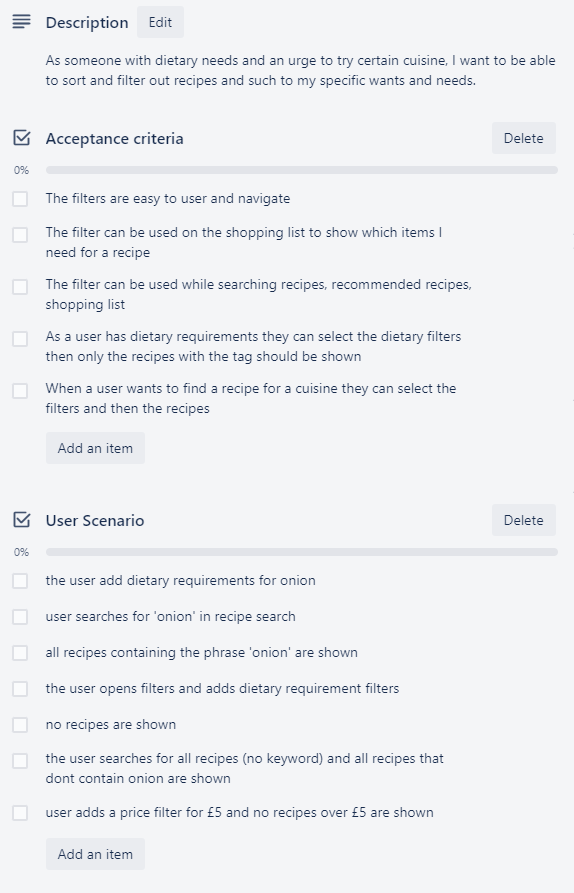 Description Edit
As someone with dietary needs and an urge to try certain cuisine, I want to be able
to sort and filter out recipes and such to my specific wants and needs.
Acceptance criteria Delete
0%
The filters are easy to user and navigate
The filter can be used on the shopping list to show which items I
need for a recipe
The filter can be used while searching recipes, recommended recipes,
shopping list
As a user has dietary requirements they can select the dietary filters
then only the recipes with the tag should be shown
When a user wants to find a recipe for a cuisine they can select the
filters and then the recipes
Add an item
User Scenario Delete
0%
the user add dietary requirements for onion
user searches for 'onion' in recipe search
all recipes containing the phrase 'onion' are shown
the user opens filters and adds dietary requirement filters
no recipes are shown
the user searches for all recipes (no keyword) and all recipes that
dont contain onion are shown
user adds a price filter for £5 and no recipes over £5 are shown
Add an item